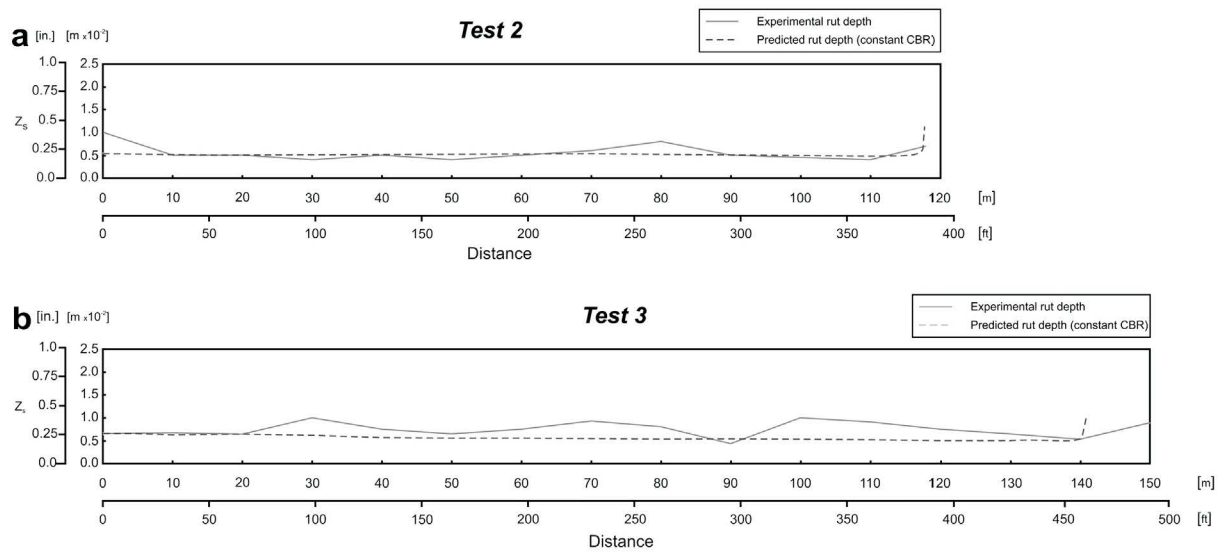 a [in.] [m x10⁻²] Test 2
Experimental rut depth
Predicted rut depth (constant CBR)
1.0 0.75 0.5 0.25 0.0
Zs
2.5 2.0 1.5 1.0 0.5 0.0
0 10 20 30 40 50 60 70 80 90 100 110 120 [m]
0 50 100 150 200 250 300 350 400 [ft]
Distance
b [in.] [m x10⁻²] Test 3
Experimental rut depth
Predicted rut depth (constant CBR)
1.0 0.75 0.5 0.25 0.0
Zs
2.5 2.0 1.5 1.0 0.5 0.0
0 10 20 30 40 50 60 70 80 90 100 110 120 130 140 150 [m]
0 50 100 150 200 250 300 350 400 450 500 [ft]
Distance